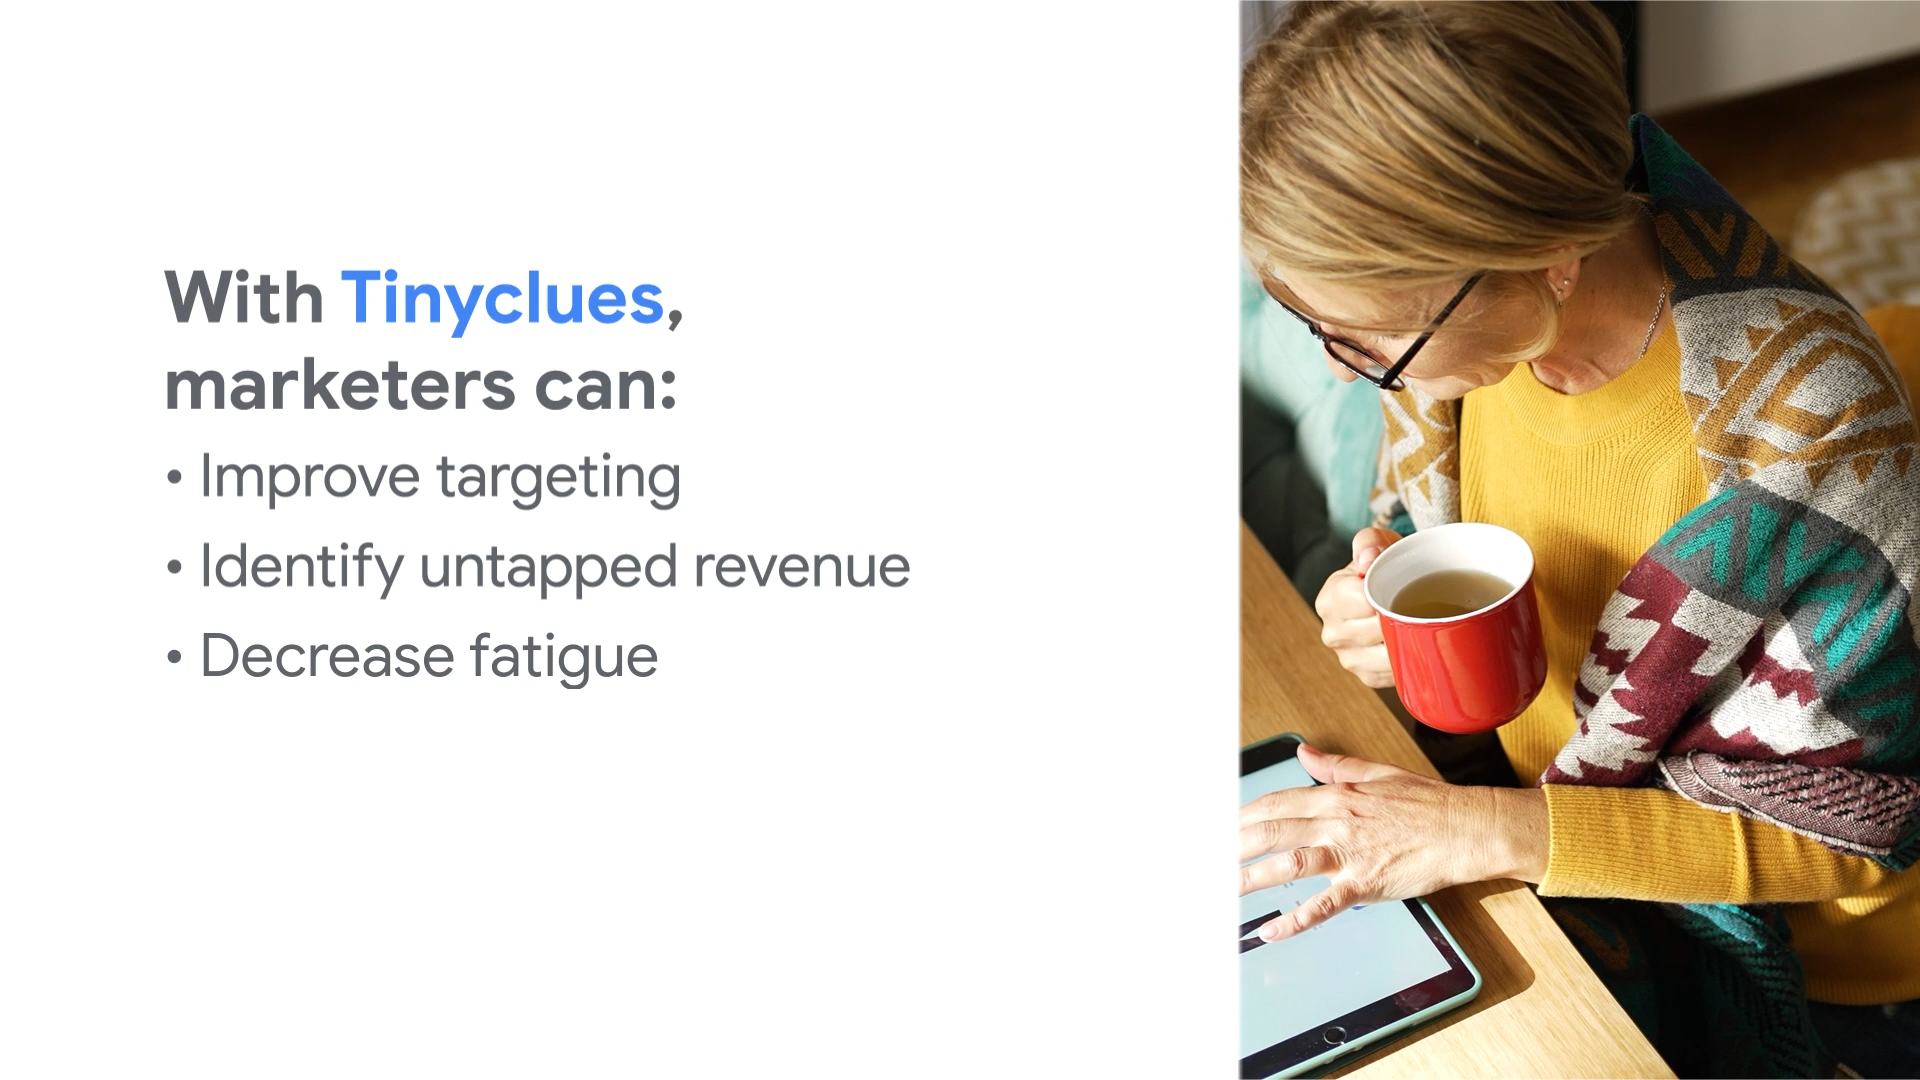 With Tinyclues,
marketers can:
• Improve targeting
• Identify untapped revenue
• Decrease fatigue